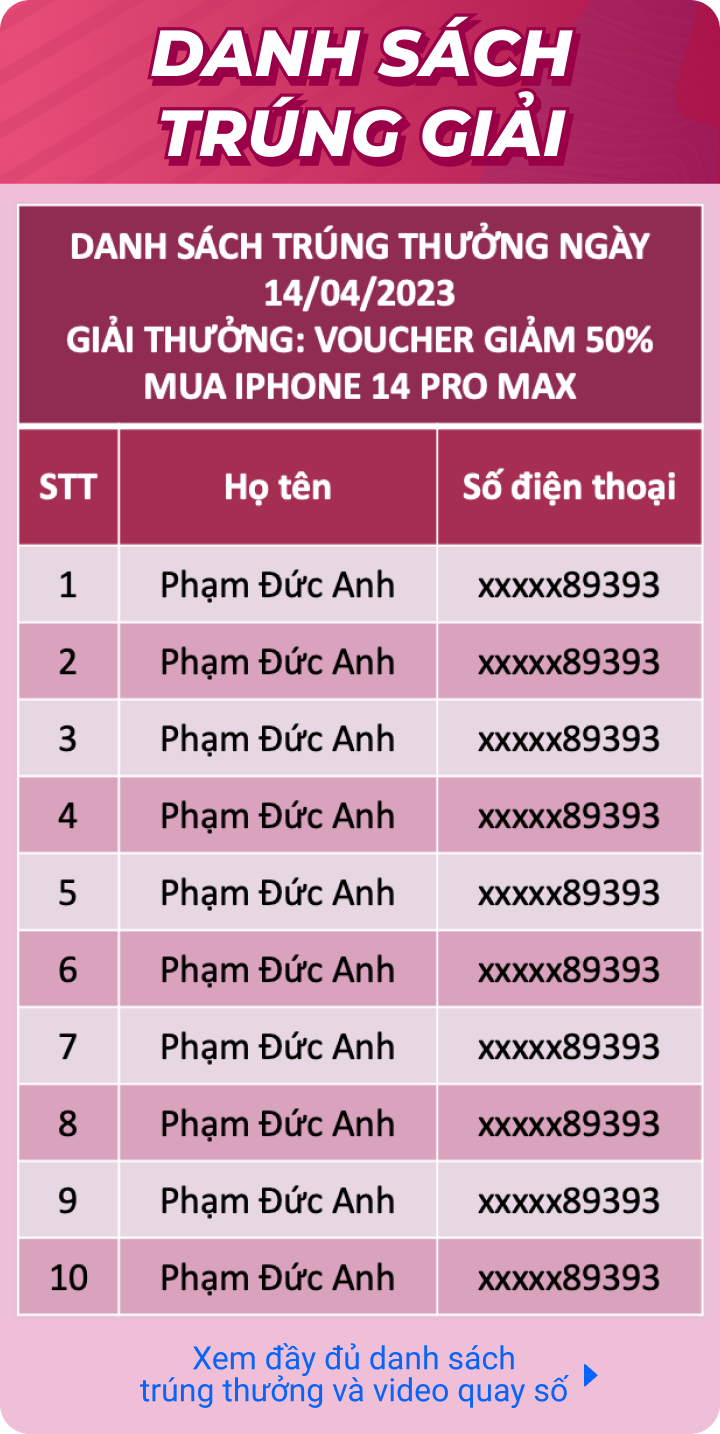 DANH SÁCH
TRÚNG GIẢI
DANH SÁCH TRÚNG THƯỞNG NGÀY
14/04/2023
GIẢI THƯỞNG: VOUCHER GIẢM 50%
MUA IPHONE 14 PRO MAX
STT Họ tên Số điện thoại
1 Phạm Đức Anh xxxxx89393
2 Phạm Đức Anh xxxxx89393
3 Phạm Đức Anh xxxxx89393
4 Phạm Đức Anh xxxxx89393
5 Phạm Đức Anh xxxxx89393
6 Phạm Đức Anh xxxxx89393
7 Phạm Đức Anh xxxxx89393
8 Phạm Đức Anh xxxxx89393
9 Phạm Đức Anh xxxxx89393
10 Phạm Đức Anh xxxxx89393
Xem đầy đủ danh sách
trúng thưởng và video quay số